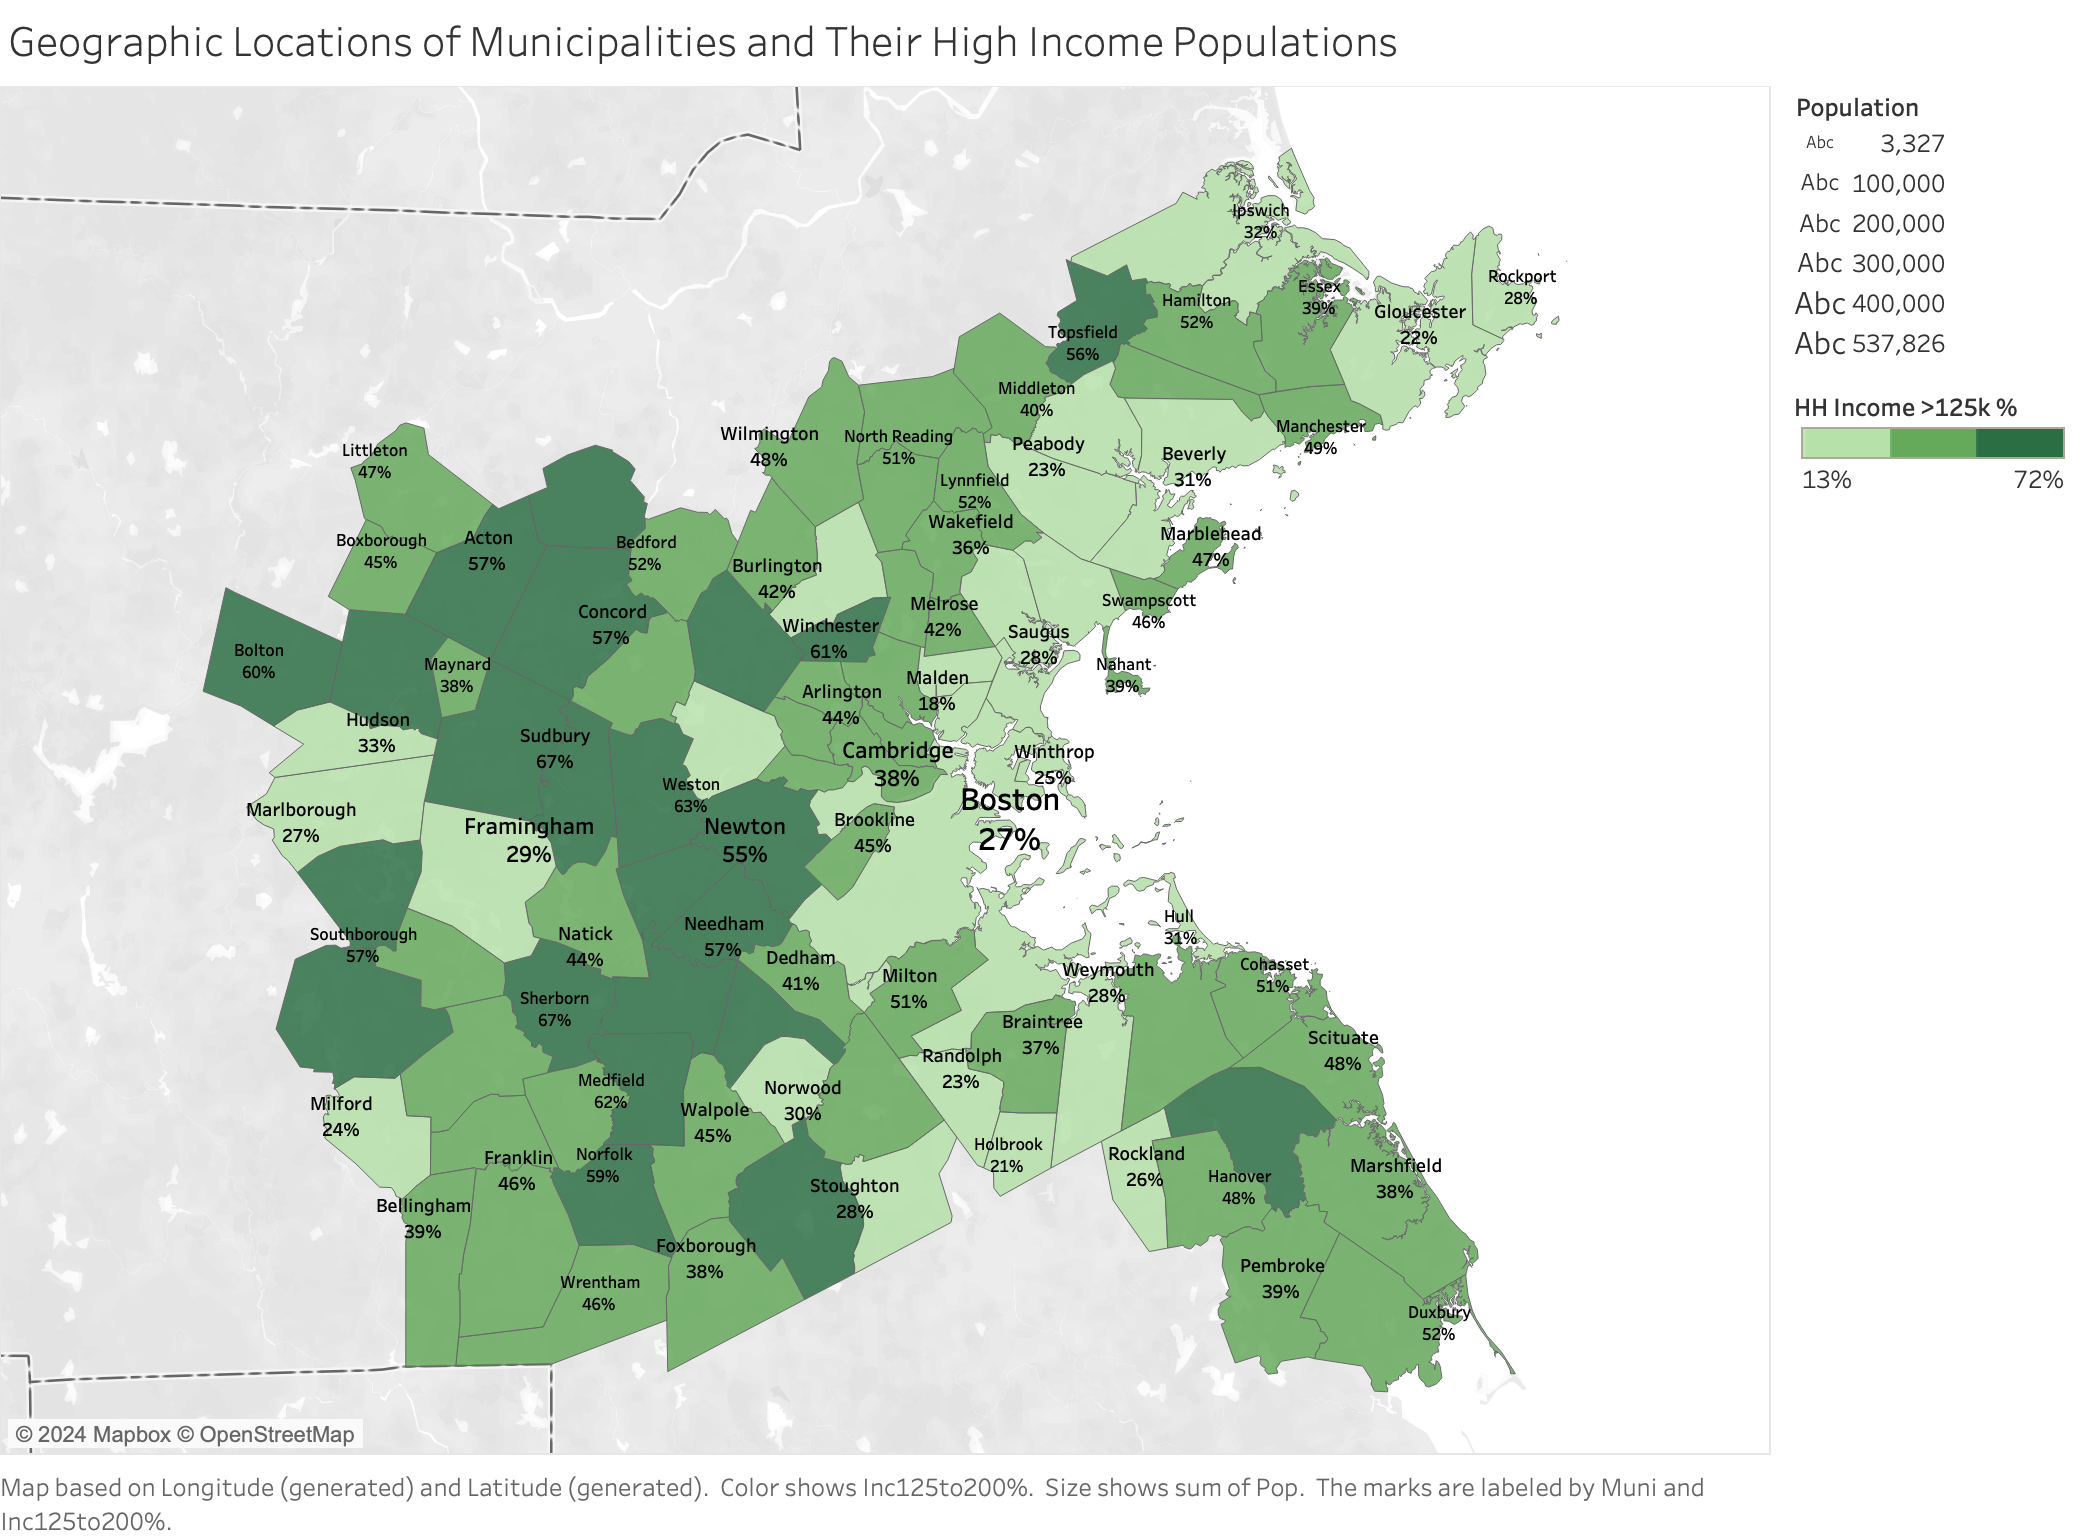 Geographic Locations of Municipalities and Their High Income Populations
Population
Abc 3,327
Abc 100,000
Abc 200,000
Abc 300,000
Abc 400,000
Abc 537,826
HH Income >125k %
13% 72%
Ipswich
32%
Rockport
28%
Essex
39%
Hamilton
52%
Gloucester
22%
Topsfield
56%
Middleton
40%
Manchester
49%
Wilmington
48%
North Reading
51%
Peabody
23%
Beverly
31%
Littleton
47%
Lynnfield
52%
Wakefield
36%
Marblehead
47%
Boxborough
45%
Acton
57%
Bedford
52%
Burlington
42%
Swampscott
46%
Concord
57%
Melrose
42%
Winchester
61%
Saugus
28%
Bolton
60%
Maynard
38%
Nahant
39%
Malden
18%
Arlington
44%
Hudson
33%
Sudbury
67%
Cambridge
38%
Winthrop
25%
Weston
63%
Boston
27%
Marlborough
27%
Framingham
29%
Newton
55%
Brookline
45%
Hull
31%
Southborough
57%
Natick
44%
Needham
57%
Dedham
41%
Milton
51%
Weymouth
28%
Cohasset
51%
Sherborn
67%
Braintree
37%
Scituate
48%
Randolph
23%
Medfield
62%
Norwood
30%
Milford
24%
Walpole
45%
Holbrook
21%
Rockland
26%
Franklin
46%
Norfolk
59%
Hanover
48%
Marshfield
38%
Stoughton
28%
Bellingham
39%
Foxborough
38%
Pembroke
39%
Wrentham
46%
Duxbury
52%
© 2024 Mapbox © OpenStreetMap
Map based on Longitude (generated) and Latitude (generated).  Color shows Inc125to200%.  Size shows sum of Pop.  The marks are labeled by Muni and
Inc125to200%.